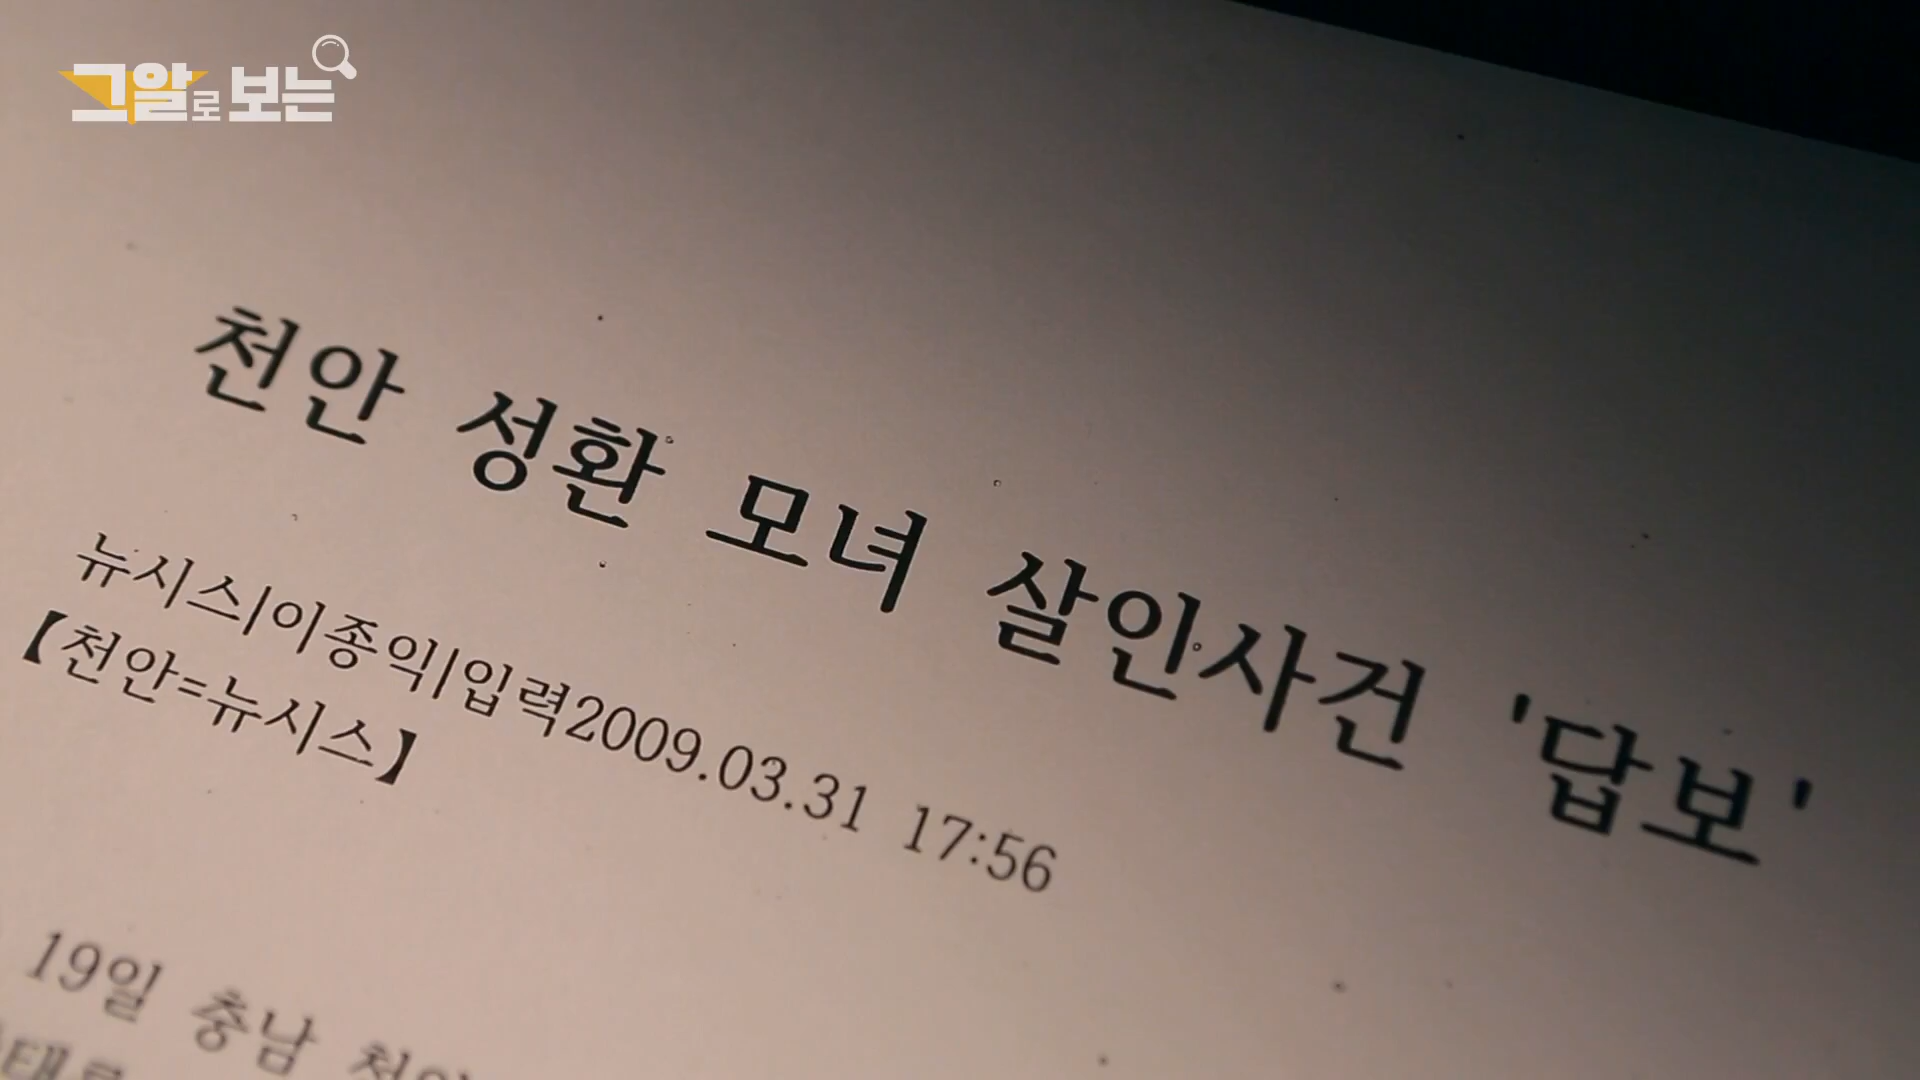 그알로 보는
천안 성환 모녀 살인사건 '답보'
뉴시스|이종익|입력2009.03.31 17:56
【천안=뉴시스】
19일 충남 천안